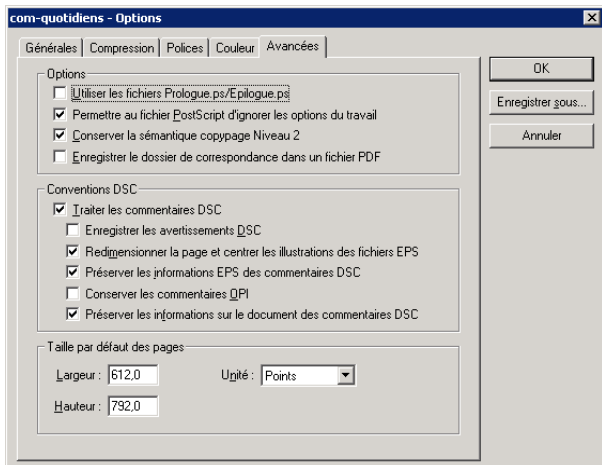 com-quotidiens - Options
Générales Compression Polices Couleur Avancées
OK
Enregistrer sous...
Annuler
Options
Utiliser les fichiers Prologue.ps/Epilogue.ps
Permettre au fichier PostScript d'ignorer les options du travail
Conserver la sémantique copypage Niveau 2
Enregistrer le dossier de correspondance dans un fichier PDF
Conventions DSC
Traiter les commentaires DSC
Enregistrer les avertissements DSC
Redimensionner la page et centrer les illustrations des fichiers EPS
Préserver les informations EPS des commentaires DSC
Conserver les commentaires OPI
Préserver les informations sur le document des commentaires DSC
Taille par défaut des pages
Largeur : 612,0 Unité : Points
Hauteur : 792,0